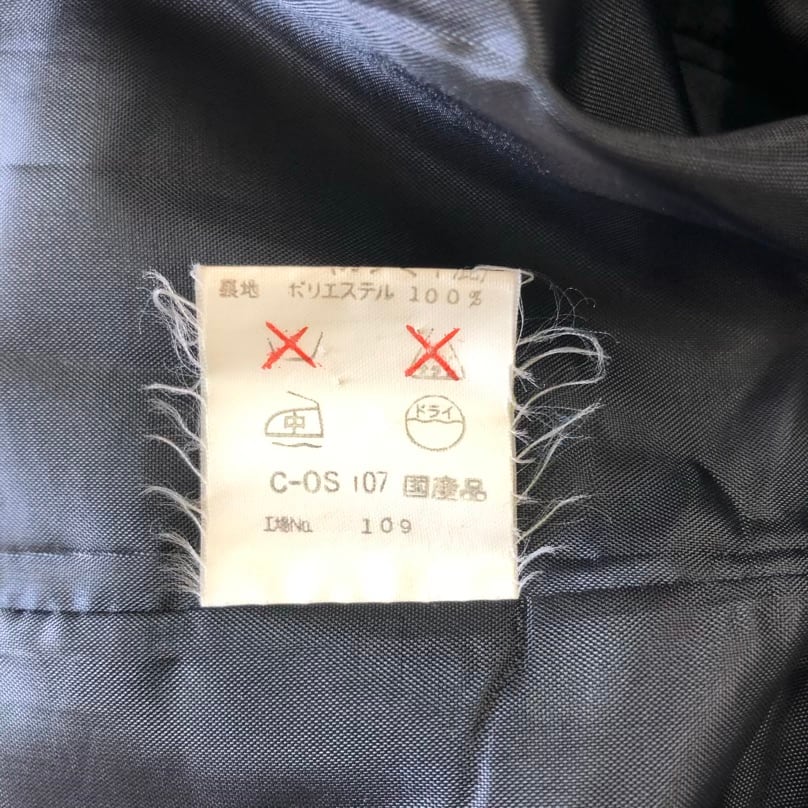 裏地 ポリエステル 100%
中 ドライ
C-OS 107 国産品
工場No. 109